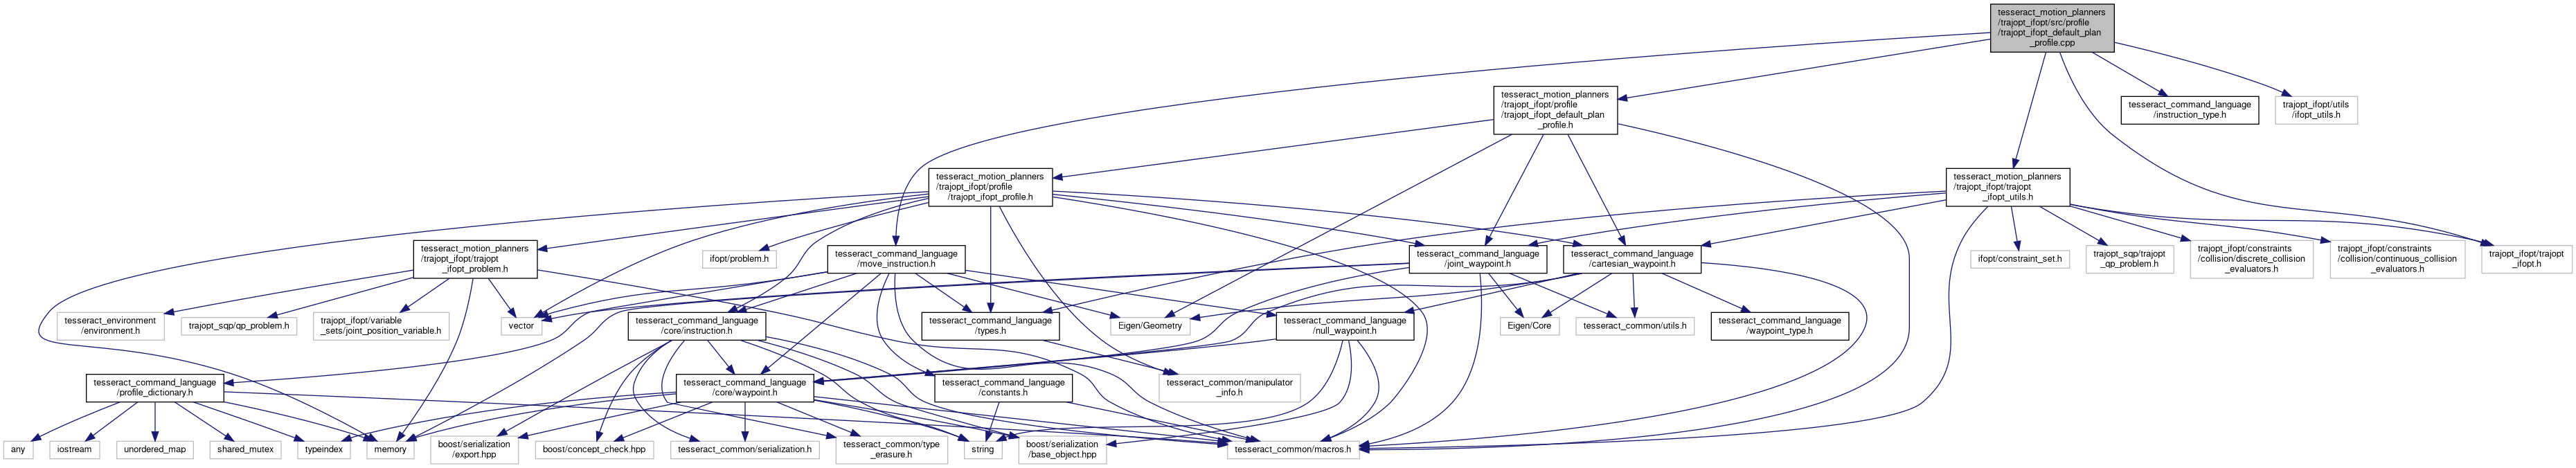 tesseract_motion_planners
/trajopt_ifopt/src/profile
/trajopt_ifopt_default_plan
_profile.cpp
tesseract_motion_planners
/trajopt_ifopt/profile
/trajopt_ifopt_default_plan
_profile.h
tesseract_command_language
/instruction_type.h
trajopt_ifopt/utils
/ifopt_utils.h
tesseract_motion_planners
/trajopt_ifopt/profile
/trajopt_ifopt_profile.h
tesseract_motion_planners
/trajopt_ifopt/trajopt
_ifopt_utils.h
tesseract_motion_planners
/trajopt_ifopt/trajopt
_ifopt_problem.h
ifopt/problem.h
tesseract_command_language
/move_instruction.h
tesseract_command_language
/joint_waypoint.h
tesseract_command_language
/cartesian_waypoint.h
ifopt/constraint_set.h
trajopt_sqp/trajopt
_qp_problem.h
trajopt_ifopt/constraints
/collision/discrete_collision
_evaluators.h
trajopt_ifopt/constraints
/collision/continuous_collision
_evaluators.h
trajopt_ifopt/trajopt
_ifopt.h
tesseract_environment
/environment.h
trajopt_sqp/qp_problem.h
trajopt_ifopt/variable
_sets/joint_position_variable.h
vector
tesseract_command_language
/core/instruction.h
tesseract_command_language
/types.h
Eigen/Geometry
tesseract_command_language
/null_waypoint.h
Eigen/Core
tesseract_common/utils.h
tesseract_command_language
/waypoint_type.h
tesseract_command_language
/profile_dictionary.h
tesseract_command_language
/core/waypoint.h
tesseract_command_language
/constants.h
tesseract_common/manipulator
_info.h
any
iostream
unordered_map
shared_mutex
typeindex
memory
boost/serialization
/export.hpp
boost/concept_check.hpp
tesseract_common/serialization.h
tesseract_common/type
_erasure.h
string
boost/serialization
/base_object.hpp
tesseract_common/macros.h